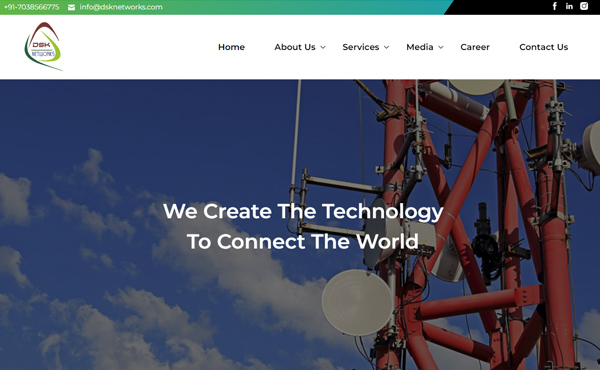 +91-7038566775 info@dsknetworks.com
DSK
NETWORKS
Home About Us Services Media Career Contact Us
We Create The Technology
To Connect The World